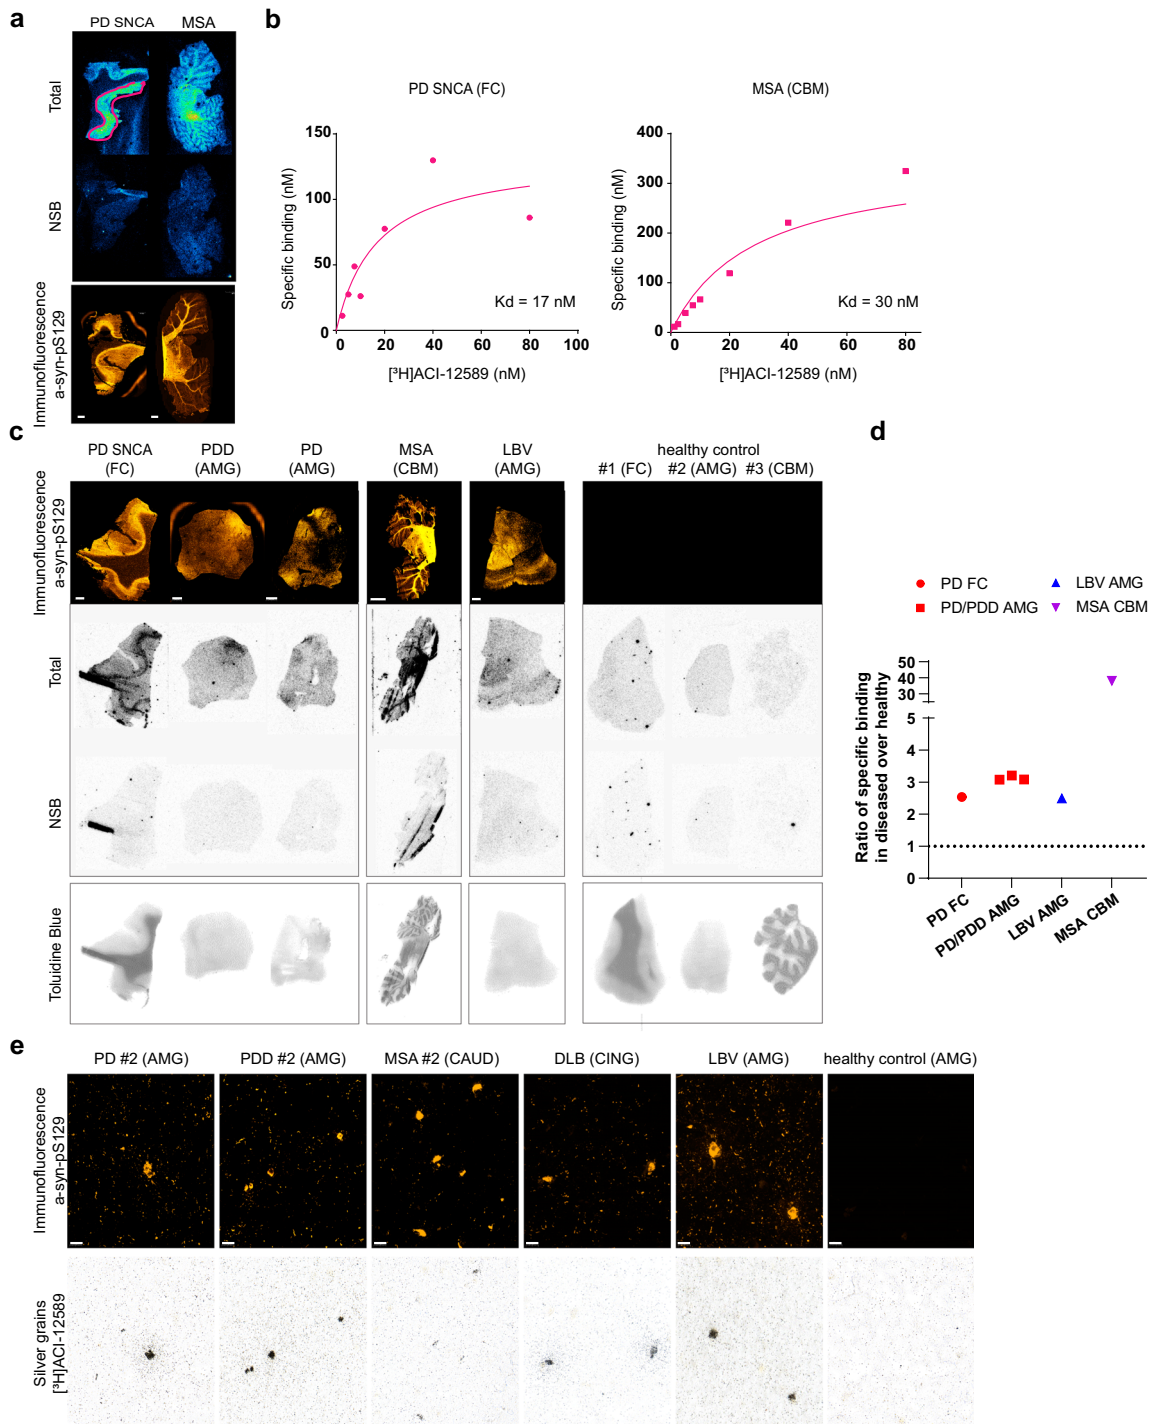 a
PD SNCA
MSA
Total
NSB
Immunofluorescence
a-syn-pS129
b
PD SNCA (FC)
Specific binding (nM)
150
100
50
0
0
20
40
60
80
100
Kd = 17 nM
[³H]ACI-12589 (nM)
MSA (CBM)
Specific binding (nM)
400
300
200
100
0
0
20
40
60
80
Kd = 30 nM
[³H]ACI-12589 (nM)
c
PD SNCA
(FC)
PDD
(AMG)
PD
(AMG)
MSA
(CBM)
LBV
(AMG)
healthy control
#1 (FC)
#2 (AMG)
#3 (CBM)
Immunofluorescence
a-syn-pS129
Total
NSB
Toluidine Blue
d
PD FC
PD/PDD AMG
LBV AMG
MSA CBM
Ratio of specific binding
in diseased over healthy
50
40
30
5
4
3
2
1
0
PD FC
PD/PDD AMG
LBV AMG
MSA CBM
e
PD #2 (AMG)
PDD #2 (AMG)
MSA #2 (CAUD)
DLB (CING)
LBV (AMG)
healthy control (AMG)
Immunofluorescence
a-syn-pS129
Silver grains
[³H]ACI-12589